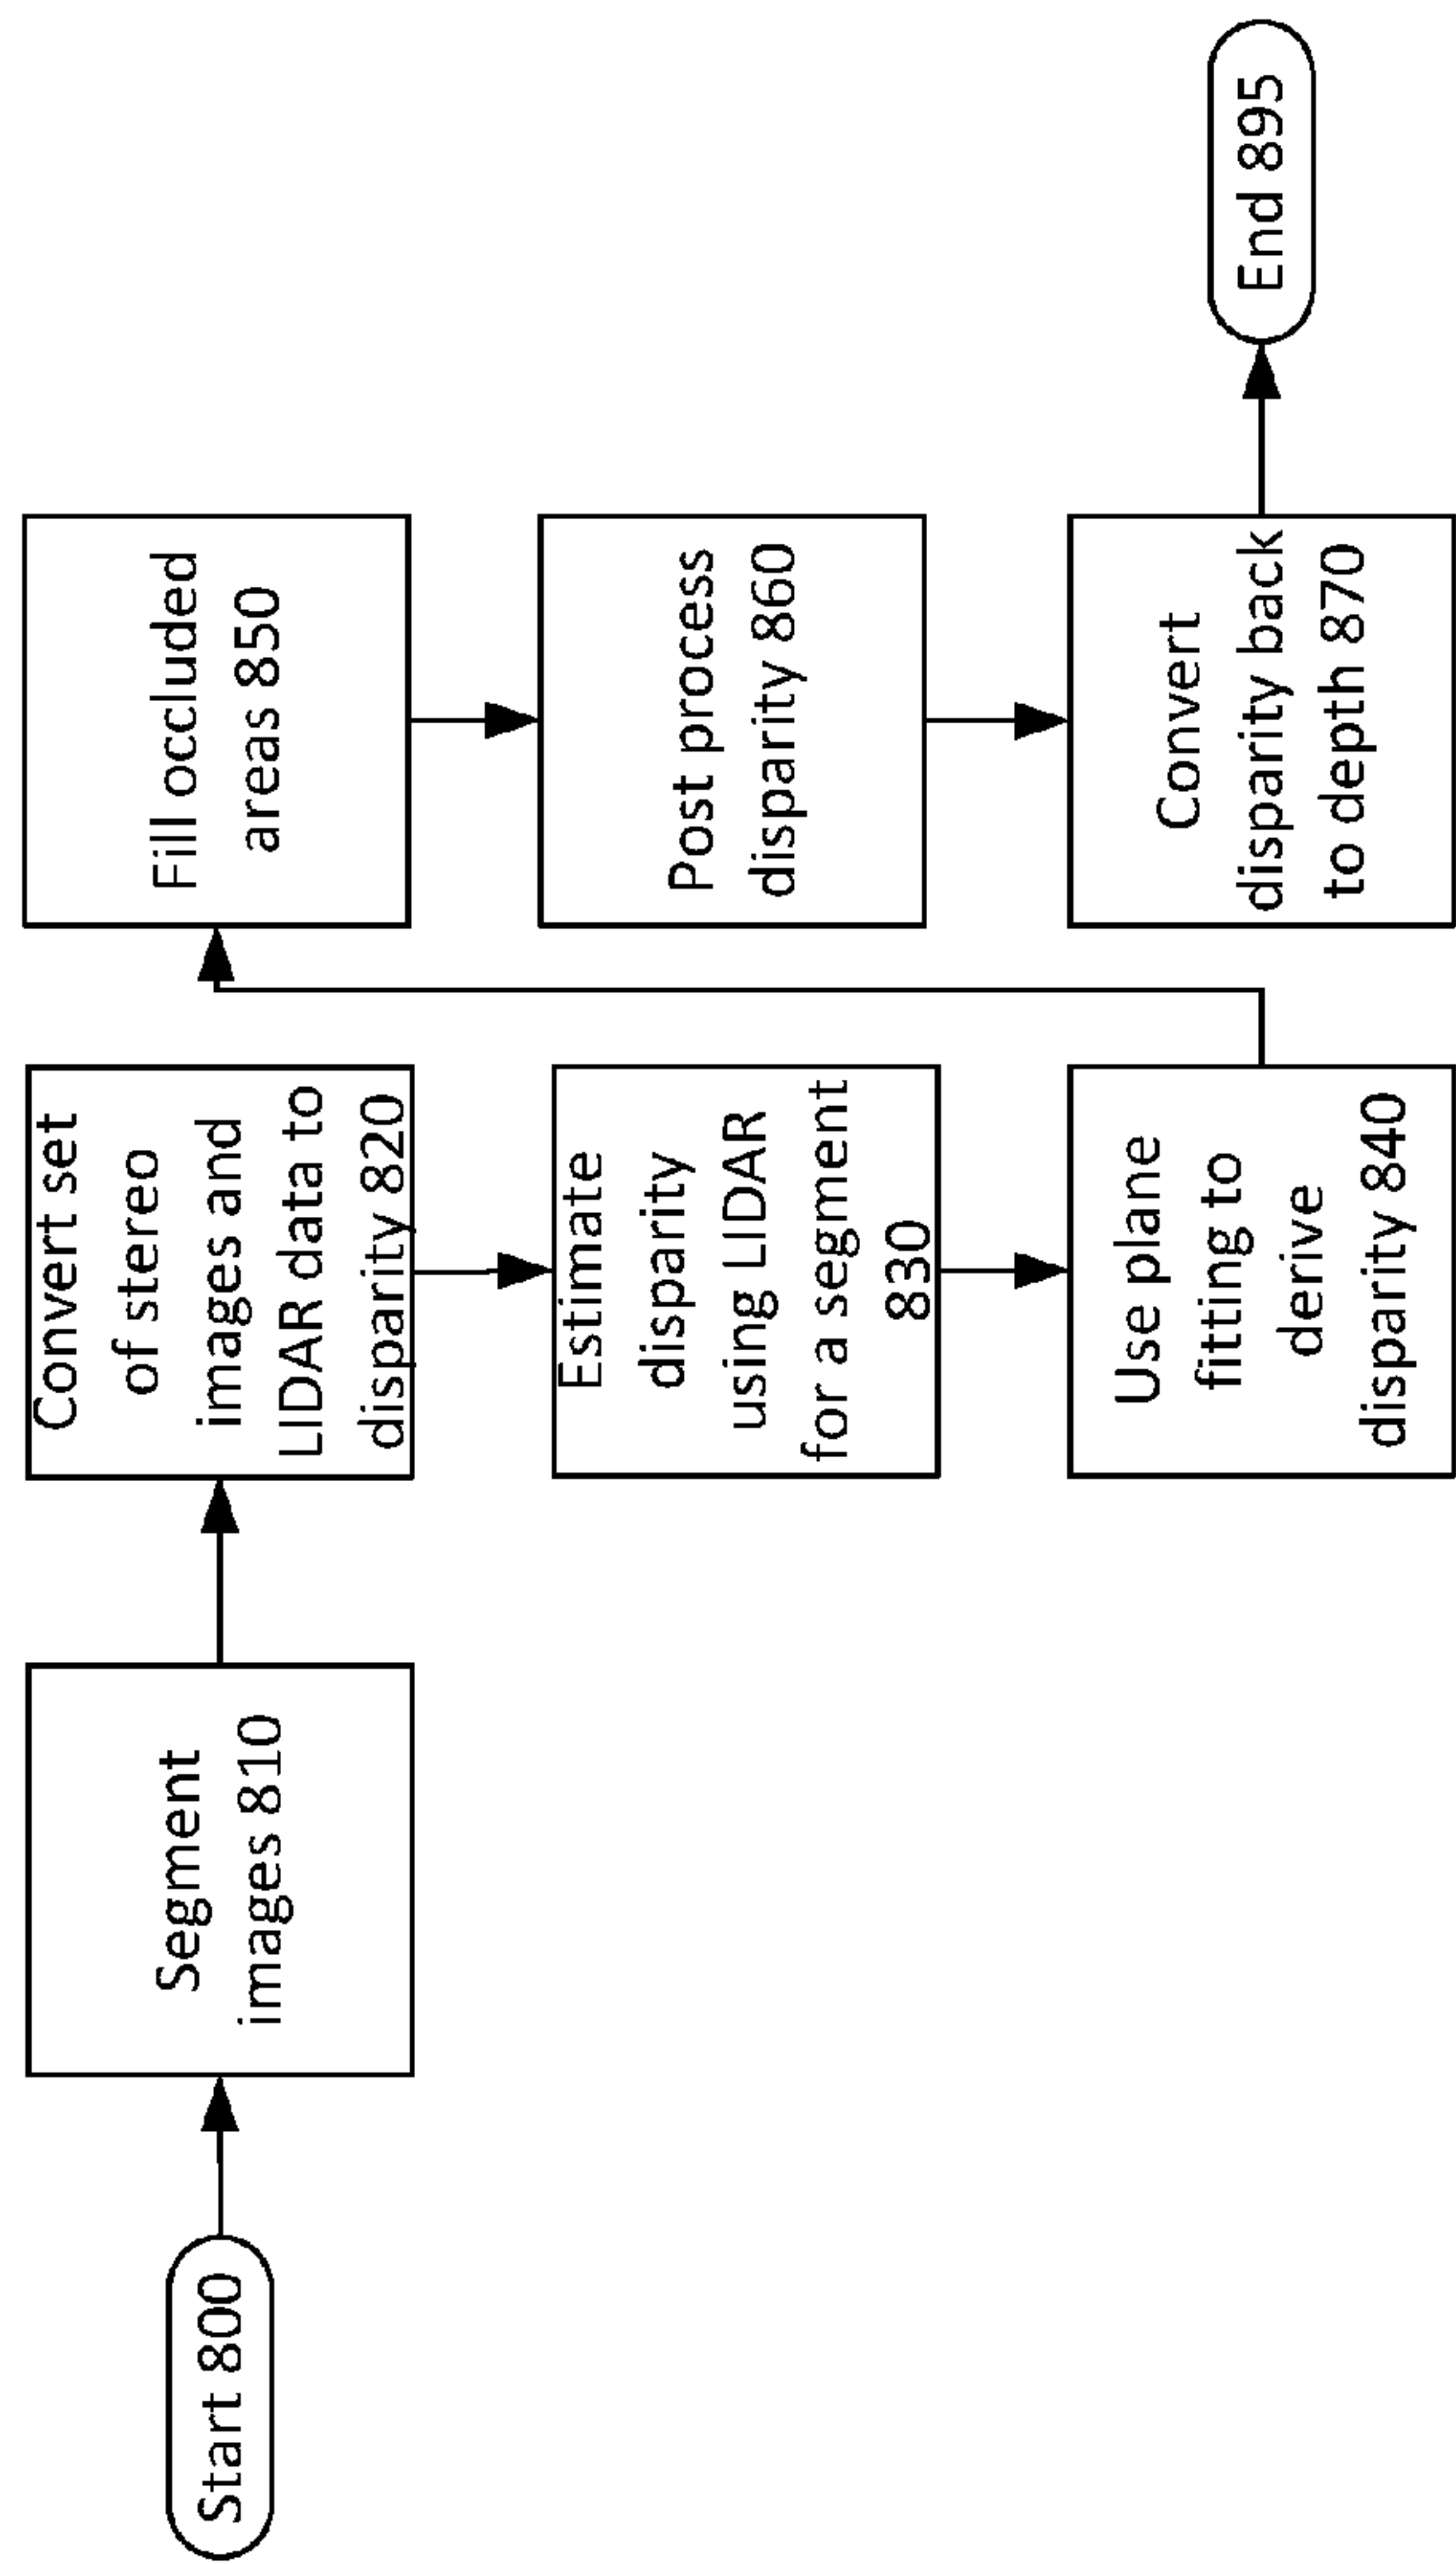 Start 800
Segment
images 810
Convert set
of stereo
images and
LIDAR data to
disparity 820
Estimate
disparity
using LIDAR
for a segment
830
Use plane
fitting to
derive
disparity 840
Fill occluded
areas 850
Post process
disparity 860
Convert
disparity back
to depth 870
End 895